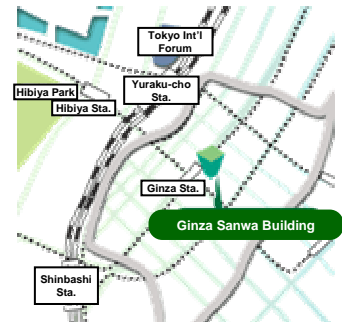 Tokyo Int'l
Forum
Yuraku-cho
Sta.
Hibiya Park
Hibiya Sta.
Ginza Sta.
Ginza Sanwa Building
Shinbashi
Sta.